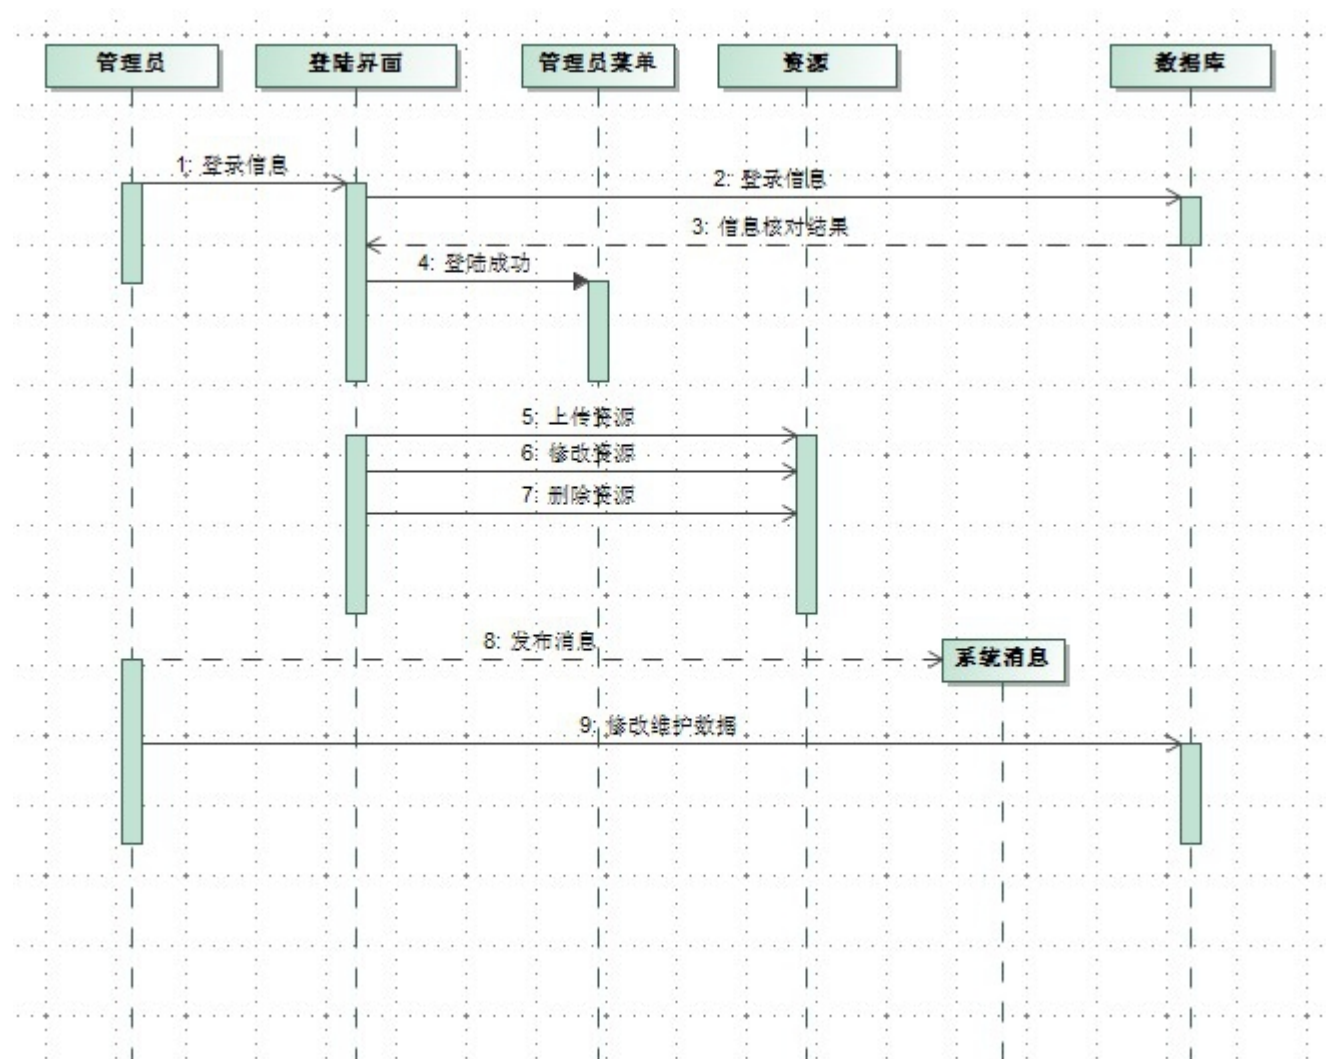 管理员
登陆界面
管理员菜单
资源
数据库
1: 登录信息
2: 登录信息
3: 信息核对结果
4: 登陆成功
5: 上传资源
6: 修改资源
7: 删除资源
8: 发布消息
系统消息
9: 修改维护数据